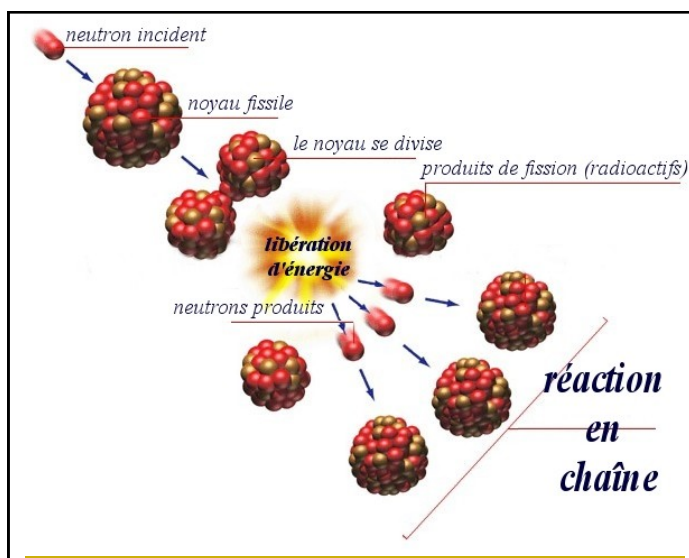 neutron incident
noyau fissile
le noyau se divise
produits de fission (radioactifs)
libération
d'énergie
neutrons produits
réaction
en
chaîne